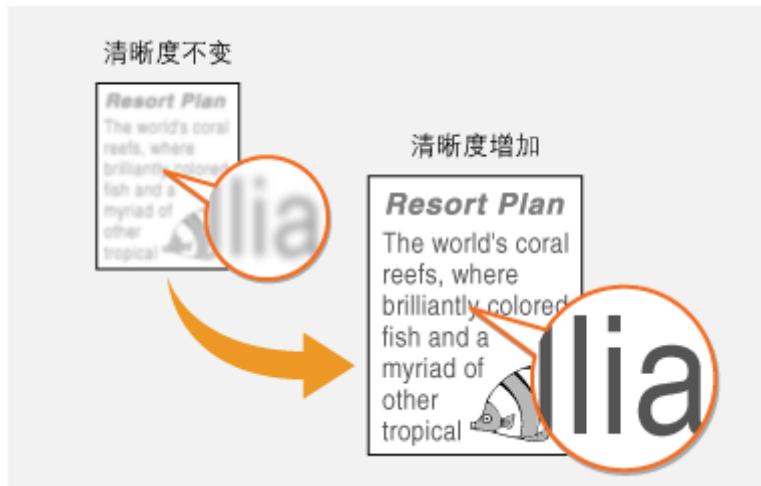 清晰度不变
Resort Plan
The world's coral
reefs, where
brilliantly colored
fish and a
myriad of
other
tropical
llia
清晰度增加
Resort Plan
The world's coral
reefs, where
brilliantly colored
fish and a
myriad of
other
tropical
llia